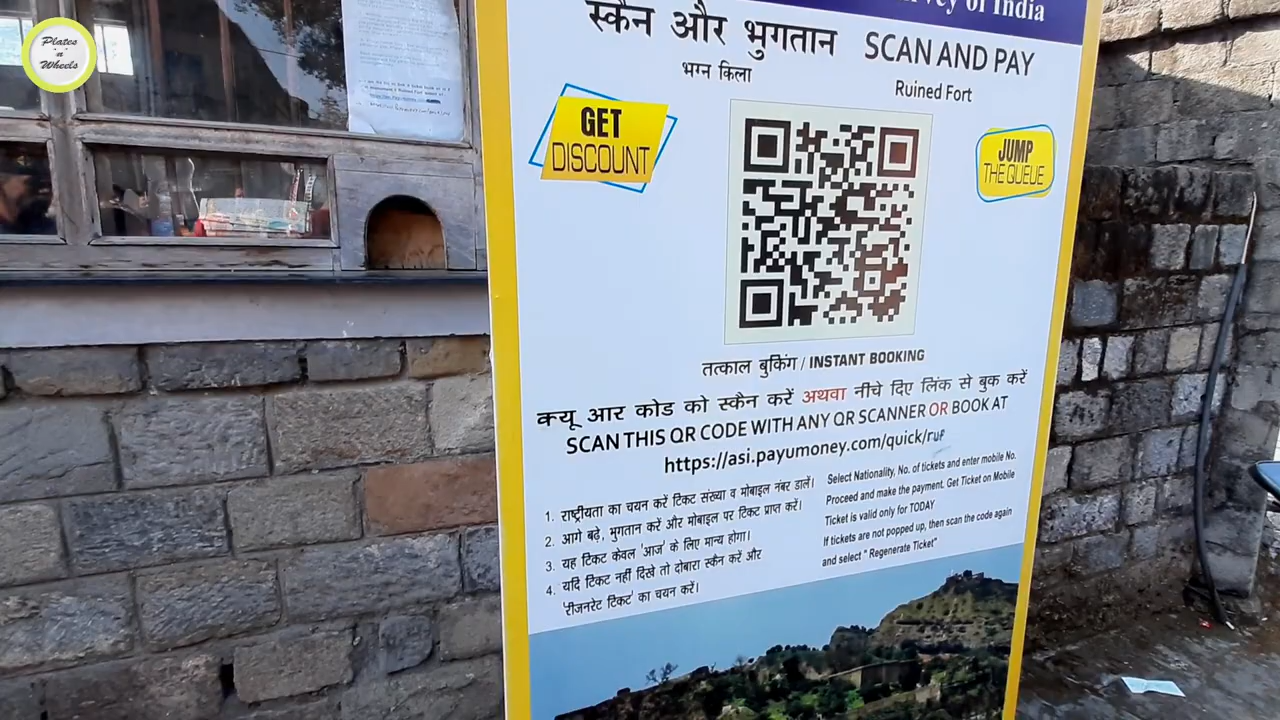 Plates
'n'
Wheels
of India
स्कैन और भुगतान SCAN AND PAY
भग्न किला
Ruined Fort
GET
DISCOUNT
JUMP
THE QUEUE
तत्काल बुकिंग / INSTANT BOOKING
क्यू आर कोड को स्कैन करें अथवा नीचे दिए लिंक से बुक करें
SCAN THIS QR CODE WITH ANY QR SCANNER OR BOOK AT
https://asi.payumoney.com/quick/
1. राष्ट्रीयता का चयन करें टिकट संख्या व मोबाइल नंबर डालें।
2. आगे बढ़े, भुगतान करें और मोबाइल पर टिकट प्राप्त करें।
3. यह टिकट केवल 'आज' के लिए मान्य होगा।
4. यदि टिकट नहीं दिखे तो दोबारा स्कैन करें और
'रीजनरेट टिकट' का चयन करें।
Select Nationality, No. of tickets and enter mobile No.
Proceed and make the payment. Get Ticket on Mobile
Ticket is valid only for TODAY
If tickets are not popped up, then scan the code again
and select " Regenerate Ticket"